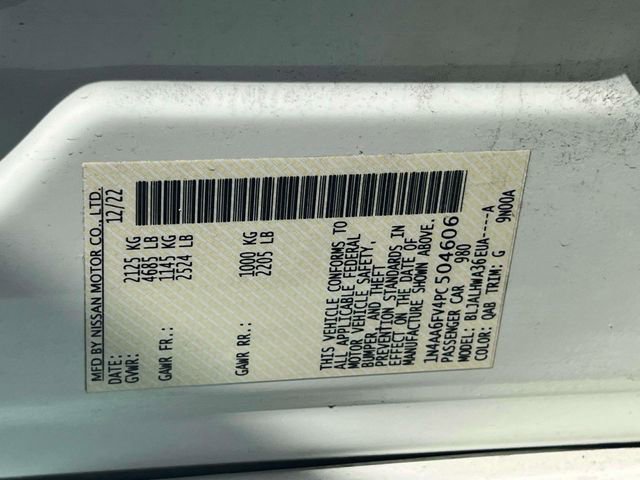 MFD BY NISSAN MOTOR CO., LTD.
DATE: 12/22
GVWR: 2125 KG
4685 LB
GAWR FR.: 1145 KG
2524 LB
GAWR RR.: 1000 KG
2205 LB
THIS VEHICLE CONFORMS TO
ALL APPLICABLE FEDERAL
MOTOR VEHICLE SAFETY,
BUMPER, AND THEFT
PREVENTION STANDARDS IN
EFFECT ON THE DATE OF
MANUFACTURE SHOWN ABOVE.
1N4AA6FV4PC504606
PASSENGER CAR 980
MODEL: BLJALHWA36EUA-----A
COLOR: QAB TRIM: G 9N00A